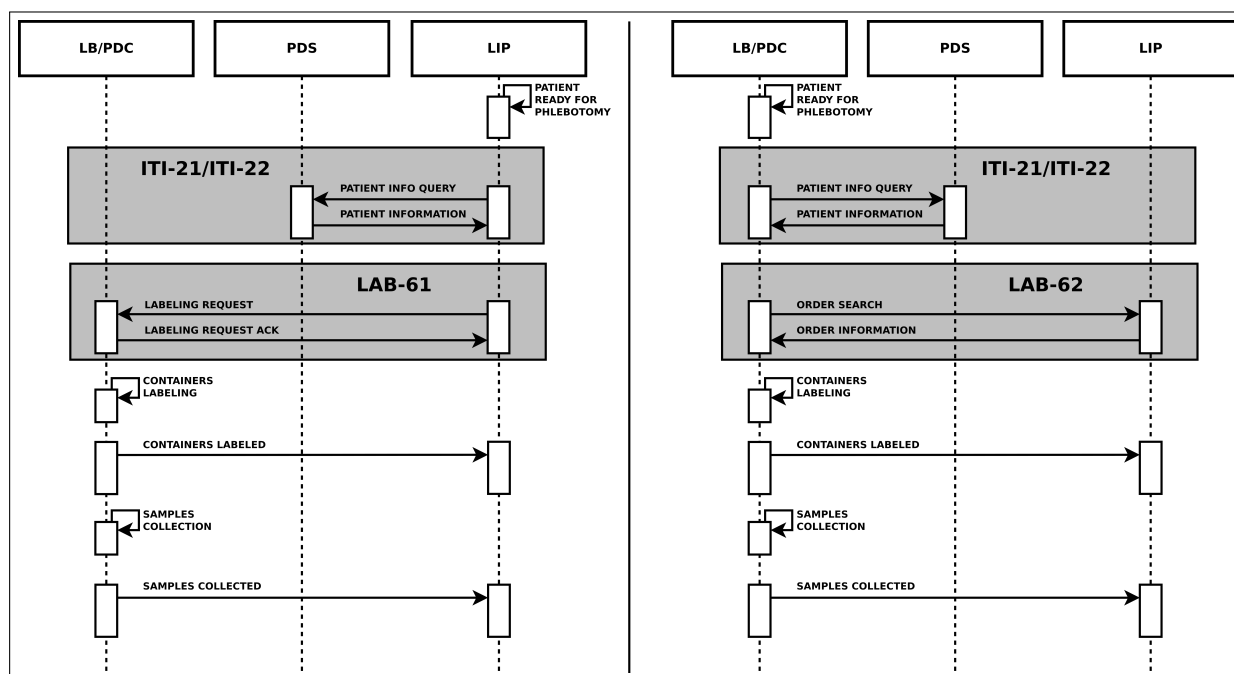 LB/PDC
PDS
LIP
PATIENT
READY FOR
PHLEBOTOMY
ITI-21/ITI-22
PATIENT INFO QUERY
PATIENT INFORMATION
LAB-61
LABELING REQUEST
LABELING REQUEST ACK
CONTAINERS
LABELING
CONTAINERS LABELED
SAMPLES
COLLECTION
SAMPLES COLLECTED
LB/PDC
PDS
LIP
PATIENT
READY FOR
PHLEBOTOMY
ITI-21/ITI-22
PATIENT INFO QUERY
PATIENT INFORMATION
LAB-62
ORDER SEARCH
ORDER INFORMATION
CONTAINERS
LABELING
CONTAINERS LABELED
SAMPLES
COLLECTION
SAMPLES COLLECTED